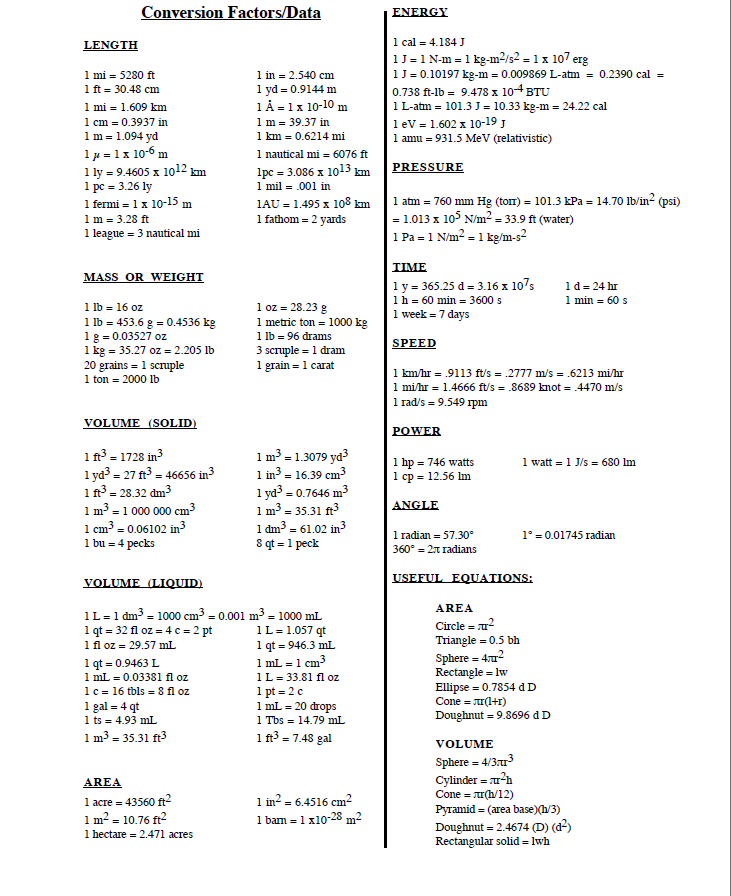 Conversion Factors/Data
LENGTH
1 mi = 5280 ft
1 in = 2.540 cm
1 ft = 30.48 cm
1 yd = 0.9144 m
1 mi = 1.609 km
1 Å = 1 x 10-10 m
1 cm = 0.3937 in
1 m = 39.37 in
1 m = 1.094 yd
1 km = 0.6214 mi
1 µ = 1 x 10-6 m
1 nautical mi = 6076 ft
1 ly = 9.4605 x 1012 km
1pc = 3.086 x 1013 km
1 pc = 3.26 ly
1 mil = .001 in
1 fermi = 1 x 10-15 m
1AU = 1.495 x 108 km
1 m = 3.28 ft
1 fathom = 2 yards
1 league = 3 nautical mi
MASS OR WEIGHT
1 lb = 16 oz
1 oz = 28.23 g
1 lb = 453.6 g = 0.4536 kg
1 metric ton = 1000 kg
1 g = 0.03527 oz
1 lb = 96 drams
1 kg = 35.27 oz = 2.205 lb
3 scruple = 1 dram
20 grains = 1 scruple
1 grain = 1 carat
1 ton = 2000 lb
VOLUME (SOLID)
1 ft3 = 1728 in3
1 m3 = 1.3079 yd3
1 yd3 = 27 ft3 = 46656 in3
1 in3 = 16.39 cm3
1 ft3 = 28.32 dm3
1 yd3 = 0.7646 m3
1 m3 = 1 000 000 cm3
1 m3 = 35.31 ft3
1 cm3 = 0.06102 in3
1 dm3 = 61.02 in3
1 bu = 4 pecks
8 qt = 1 peck
VOLUME (LIQUID)
1 L = 1 dm3 = 1000 cm3 = 0.001 m3 = 1000 mL
1 qt = 32 fl oz = 4 c = 2 pt
1 L = 1.057 qt
1 fl oz = 29.57 mL
1 qt = 946.3 mL
1 qt = 0.9463 L
1 mL = 1 cm3
1 mL = 0.03381 fl oz
1 L = 33.81 fl oz
1 c = 16 tbls = 8 fl oz
1 pt = 2 c
1 gal = 4 qt
1 mL = 20 drops
1 ts = 4.93 mL
1 Tbs = 14.79 mL
1 m3 = 35.31 ft3
1 ft3 = 7.48 gal
AREA
1 acre = 43560 ft2
1 in2 = 6.4516 cm2
1 m2 = 10.76 ft2
1 barn = 1 x10-28 m2
1 hectare = 2.471 acres
ENERGY
1 cal = 4.184 J
1 J = 1 N-m = 1 kg-m2/s2 = 1 x 107 erg
1 J = 0.10197 kg-m = 0.009869 L-atm = 0.2390 cal =
0.738 ft-lb = 9.478 x 10-4 BTU
1 L-atm = 101.3 J = 10.33 kg-m = 24.22 cal
1 eV = 1.602 x 10-19 J
1 amu = 931.5 MeV (relativistic)
PRESSURE
1 atm = 760 mm Hg (torr) = 101.3 kPa = 14.70 lb/in2 (psi)
= 1.013 x 105 N/m2 = 33.9 ft (water)
1 Pa = 1 N/m2 = 1 kg/m-s2
TIME
1 y = 365.25 d = 3.16 x 107s
1 d = 24 hr
1 h = 60 min = 3600 s
1 min = 60 s
1 week = 7 days
SPEED
1 km/hr = .9113 ft/s = .2777 m/s = .6213 mi/hr
1 mi/hr = 1.4666 ft/s = .8689 knot = .4470 m/s
1 rad/s = 9.549 rpm
POWER
1 hp = 746 watts
1 watt = 1 J/s = 680 lm
1 cp = 12.56 lm
ANGLE
1 radian = 57.30°
1° = 0.01745 radian
360° = 2π radians
USEFUL EQUATIONS:
AREA
Circle = πr2
Triangle = 0.5 bh
Sphere = 4πr2
Rectangle = lw
Ellipse = 0.7854 d D
Cone = πr(l+r)
Doughnut = 9.8696 d D
VOLUME
Sphere = 4/3πr3
Cylinder = πr2h
Cone = πr(h/12)
Pyramid = (area base)(h/3)
Doughnut = 2.4674 (D) (d2)
Rectangular solid = lwh